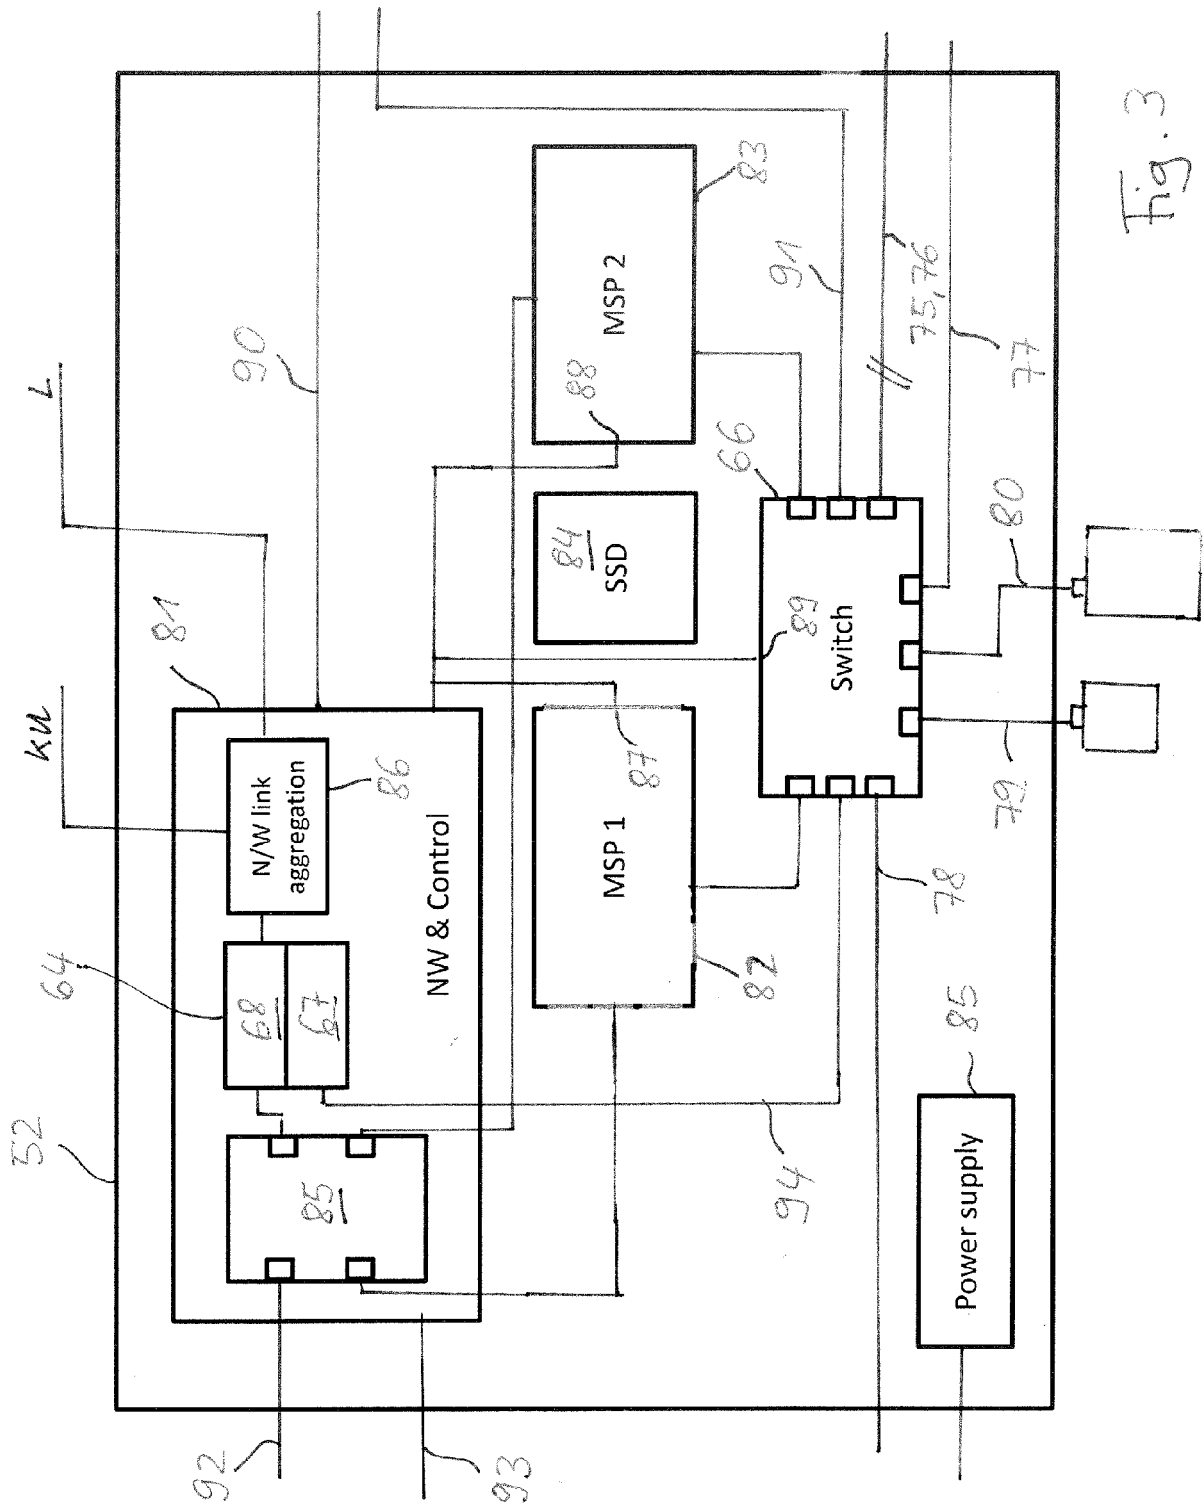 52
64
Ku
81
L
92
93
85
68
67
N/W link
aggregation
86
NW & Control
90
MSP 1
87
82
84
SSD
88
MSP 2
83
94
78
66
89
Switch
91
75,76
77
79
80
Power supply
85
Fig. 3